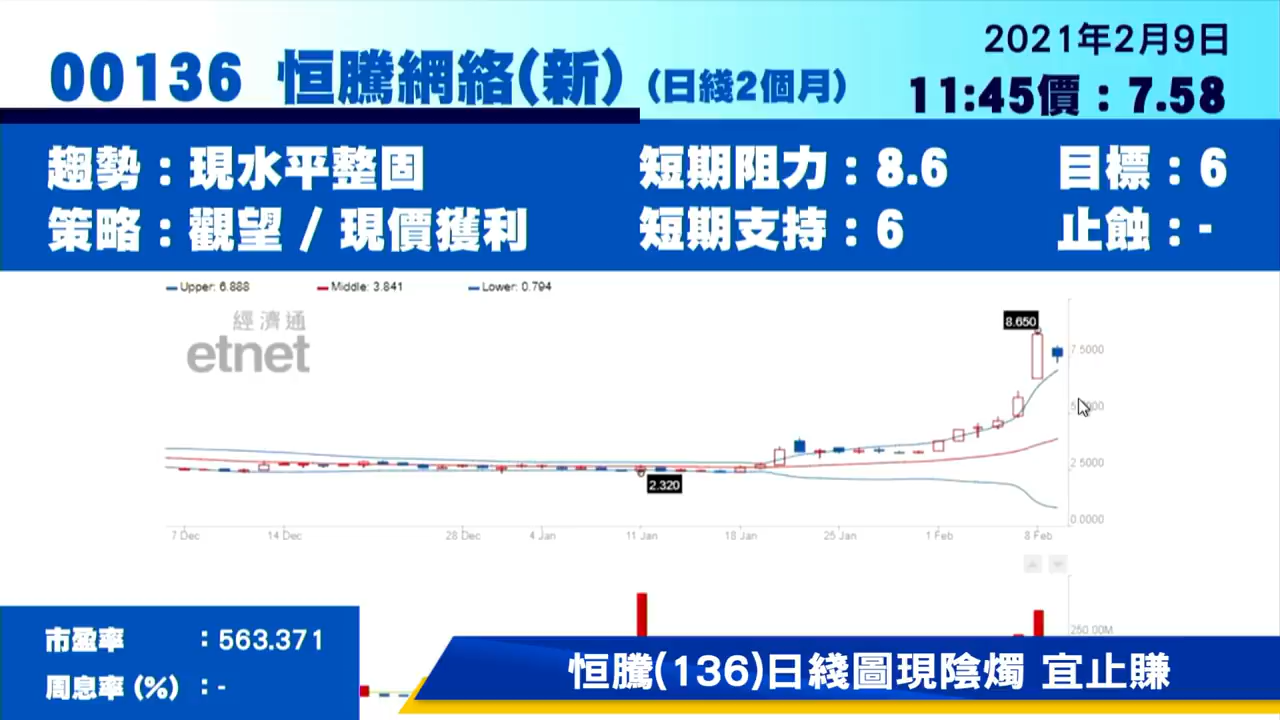 00136 恒騰網絡(新) (日綫2個月)
2021年2月9日
11:45價：7.58
趨勢：現水平整固
短期阻力：8.6
目標：6
策略：觀望 / 現價獲利
短期支持：6
止蝕：-
Upper: 6.888
Middle: 3.841
Lower: 0.794
經濟通
etnet
8.650
7.5000
2.320
2.5000
0.0000
7 Dec
14 Dec
28 Dec
4 Jan
11 Jan
18 Jan
25 Jan
1 Feb
8 Feb
250.00M
市盈率 ：563.371
周息率 (%) ：-
恒騰(136)日綫圖現陰燭 宜止賺